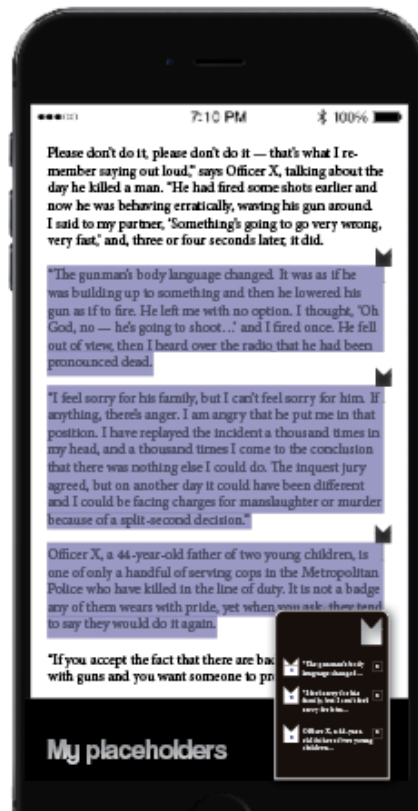 7:10 PM 100%
Please don't do it, please don't do it — that's what I re-
member saying out loud," says Officer X, talking about the
day he killed a man. "He had fired some shots earlier and
now he was behaving erratically, waving his gun around.
I said to my partner, 'Something's going to go very wrong,
very fast,' and, three or four seconds later, it did.
"The gunman's body language changed. It was as if he
was building up to something and then he lowered his
gun as if to fire. He left me with no option. I thought, 'Oh
God, no — he's going to shoot...' and I fired once. He fell
out of view, then I heard over the radio that he had been
pronounced dead.
"I feel sorry for his family, but I can't feel sorry for him. If
anything, there's anger. I am angry that he put me in that
position. I have replayed the incident a thousand times in
my head, and a thousand times I come to the conclusion
that there was nothing else I could do. The inquest jury
agreed, but on another day it could have been different
and I could be facing charges for manslaughter or murder
because of a split-second decision."
Officer X, a 44-year-old father of two young children, is
one of only a handful of serving cops in the Metropolitan
Police who have killed in the line of duty. It is not a badge
any of them wears with pride, yet when you ask, they tend
to say they would do it again.
"If you accept the fact that there are
with guns and you want someone to
My placeholders
"The gunman's body
language changed...
"I feel sorry for his
family, but I can't feel
sorry for him...
Officer X, a 44-year-
old father of two young
children...